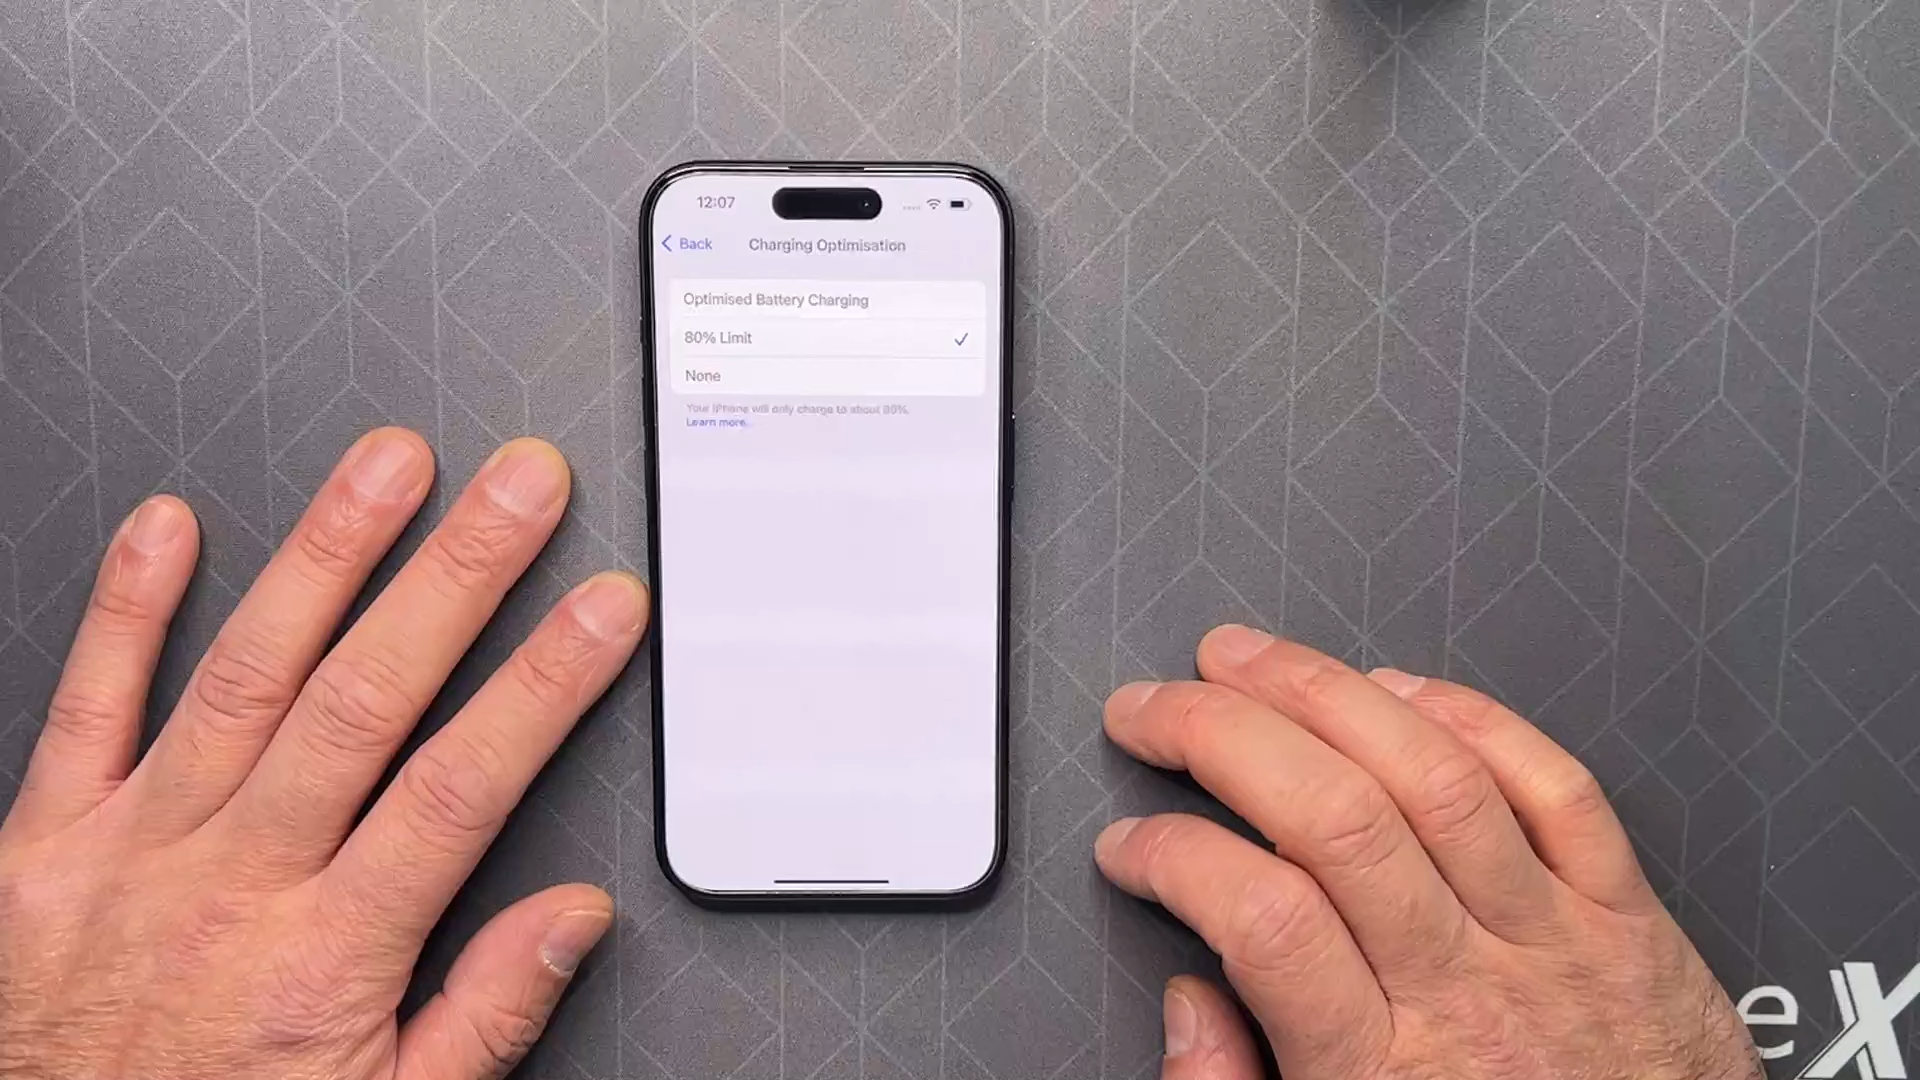 12:07
Back
Charging Optimisation
Optimised Battery Charging
80% Limit
None
Your iPhone will only charge to about 80%.
Learn more...
e X